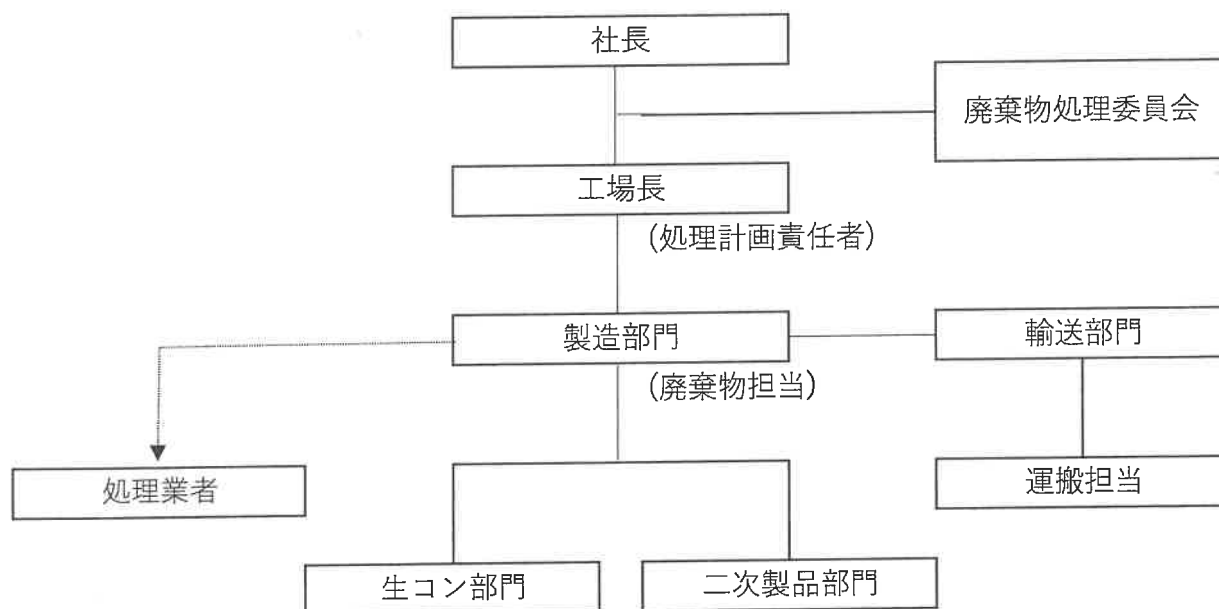 社長
廃棄物処理委員会
工場長
(処理計画責任者)
製造部門
輸送部門
(廃棄物担当)
処理業者
運搬担当
生コン部門
二次製品部門